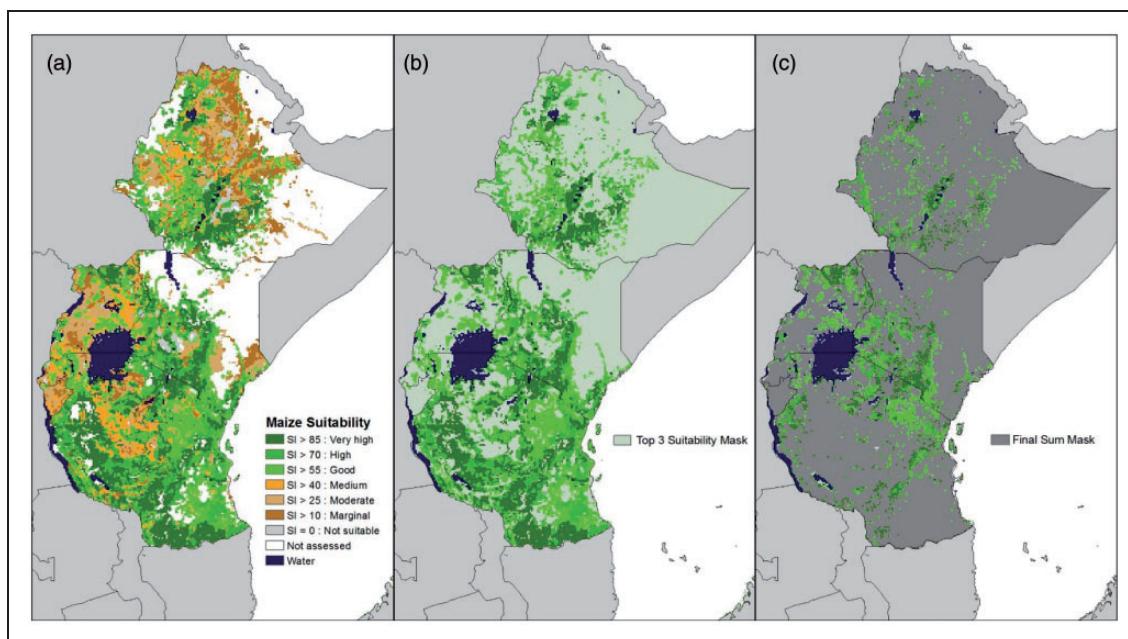 (a)
(b)
(c)
Maize Suitability
SI > 85 : Very high
SI > 70 : High
SI > 55 : Good
SI > 40 : Medium
SI > 25 : Moderate
SI > 10 : Marginal
SI = 0 : Not suitable
Not assessed
Water
Top 3 Suitability Mask
Final Sum Mask